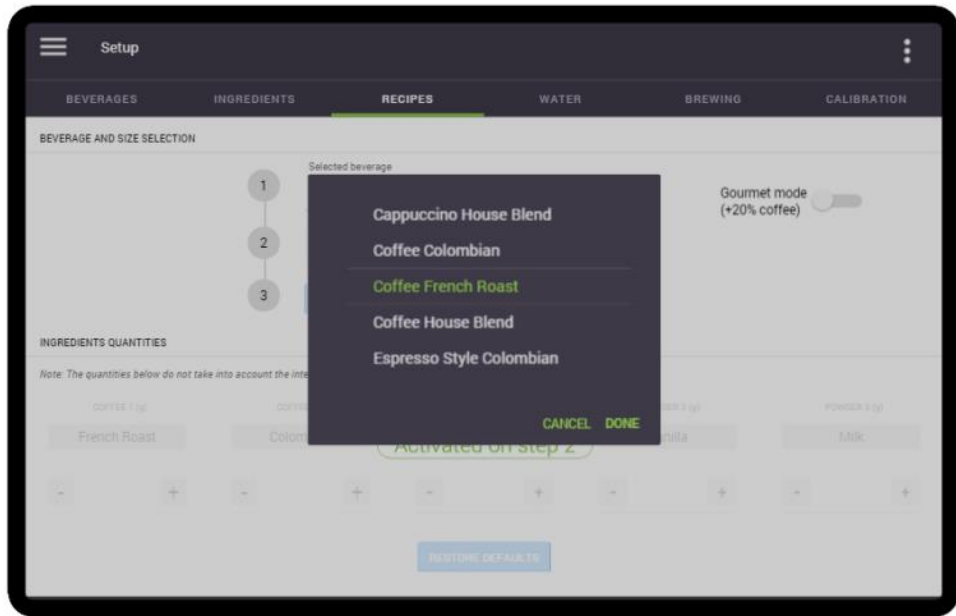 Setup
BEVERAGES INGREDIENTS RECIPES WATER BREWING CALIBRATION
BEVERAGE AND SIZE SELECTION
Selected beverage
1
Gourmet mode
(+20% coffee)
2
3
Cappuccino House Blend
Coffee Colombian
Coffee French Roast
Coffee House Blend
Espresso Style Colombian
CANCEL DONE
INGREDIENTS QUANTITIES
Note: The quantities below do not take into account the
COFFEE 1 (g)
French Roast
Milk
Activated on step 2
- + - + - + - + - +
RESTORE DEFAULTS